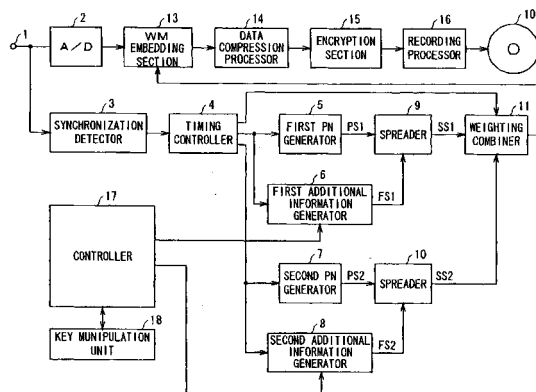 1
2
A/D
13
WM
EMBEDDING
SECTION
14
DATA
COMPRESSION
PROCESSOR
15
ENCRYPTION
SECTION
16
RECORDING
PROCESSOR
100
3
SYNCHRONIZATION
DETECTOR
4
TIMING
CONTROLLER
5
FIRST PN
GENERATOR
PS1
9
SPREADER
SS1
11
WEIGHTING
COMBINER
6
FIRST ADDITIONAL
INFORMATION
GENERATOR
FS1
17
CONTROLLER
7
SECOND PN
GENERATOR
PS2
10
SPREADER
SS2
18
KEY MUNIPULATION
UNIT
8
SECOND ADDITIONAL
INFORMATION
GENERATOR
FS2